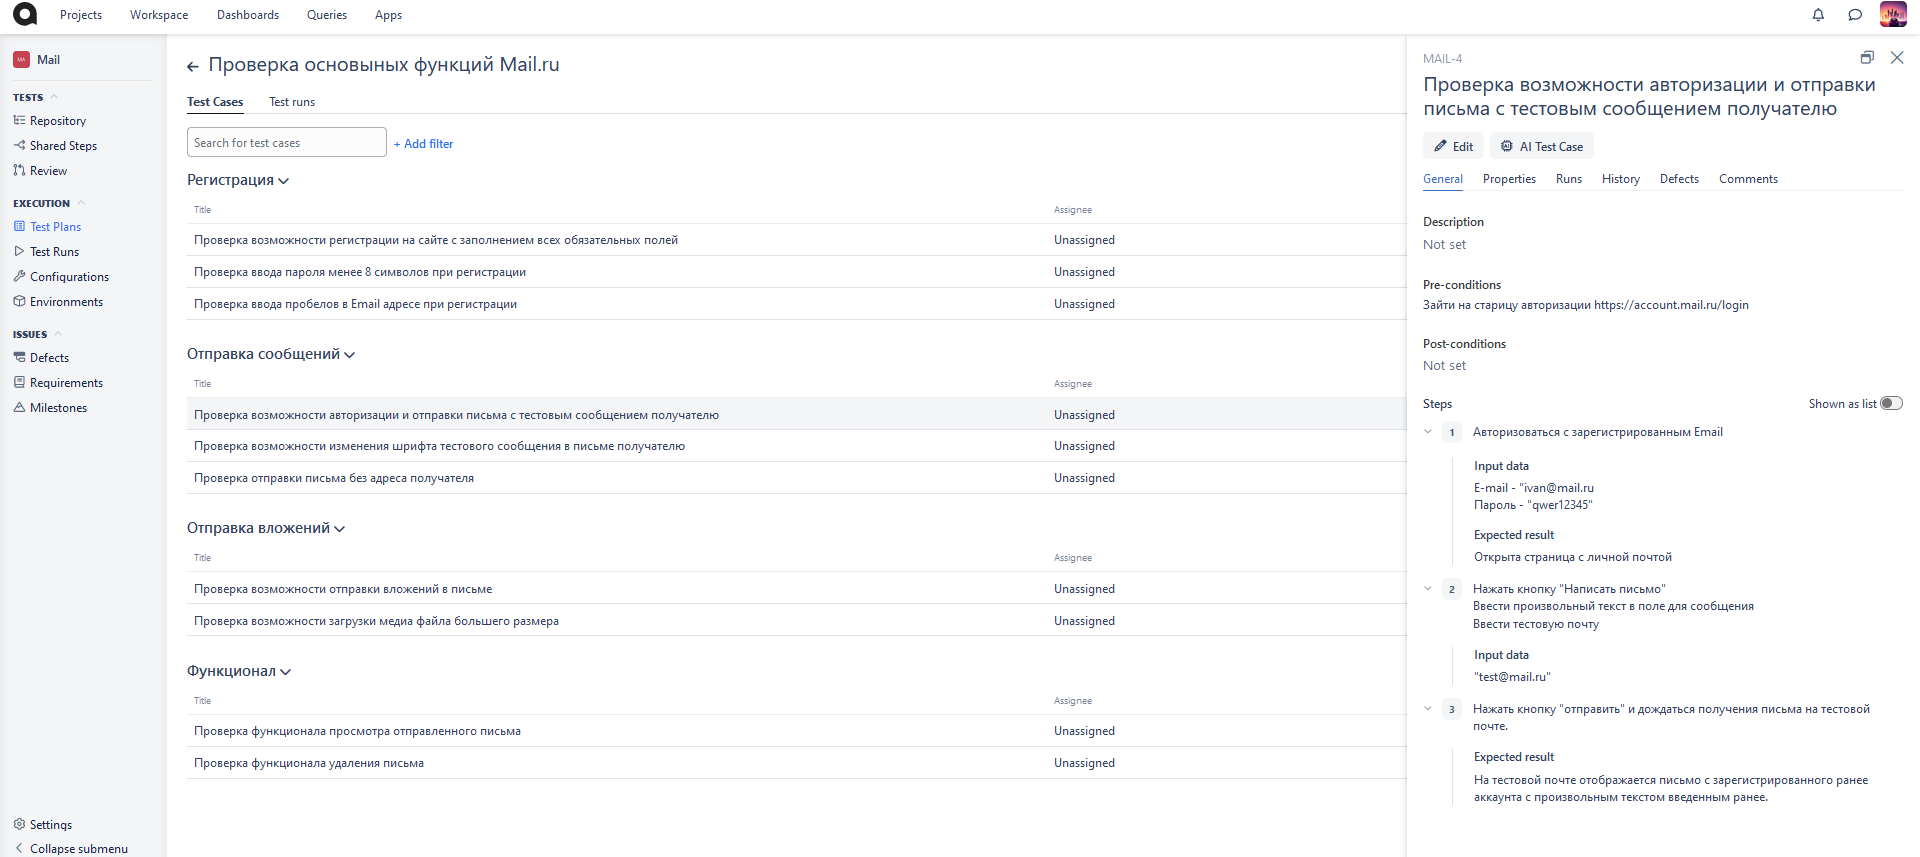 Projects
Workspace
Dashboards
Queries
Apps
MA
Mail
TESTS
Repository
Shared Steps
Review
EXECUTION
Test Plans
Test Runs
Configurations
Environments
ISSUES
Defects
Requirements
Milestones
Settings
Collapse submenu
Проверка основыных функций Mail.ru
Test Cases
Test runs
Search for test cases
+ Add filter
Регистрация
Title
Assignee
Проверка возможности регистрации на сайте с заполнением всех обязательных полей
Unassigned
Проверка ввода пароля менее 8 символов при регистрации
Unassigned
Проверка ввода пробелов в Email адресе при регистрации
Unassigned
Отправка сообщений
Title
Assignee
Проверка возможности авторизации и отправки письма с тестовым сообщением получателю
Unassigned
Проверка возможности изменения шрифта тестового сообщения в письме получателю
Unassigned
Проверка отправки письма без адреса получателя
Unassigned
Отправка вложений
Title
Assignee
Проверка возможности отправки вложений в письме
Unassigned
Проверка возможности загрузки медиа файла большего размера
Unassigned
Функционал
Title
Assignee
Проверка функционала просмотра отправленного письма
Unassigned
Проверка функционала удаления письма
Unassigned
MAIL-4
Проверка возможности авторизации и отправки
письма с тестовым сообщением получателю
Edit
AI Test Case
General
Properties
Runs
History
Defects
Comments
Description
Not set
Pre-conditions
Зайти на старицу авторизации https://account.mail.ru/login
Post-conditions
Not set
Steps
Shown as list
1
Авторизоваться с зарегистрированным Email
Input data
E-mail - "ivan@mail.ru
Пароль - "qwer12345"
Expected result
Открыта страница с личной почтой
2
Нажать кнопку "Написать письмо"
Ввести произвольный текст в поле для сообщения
Ввести тестовую почту
Input data
"test@mail.ru"
3
Нажать кнопку "отправить" и дождаться получения письма на тестовой
почте.
Expected result
На тестовой почте отображается письмо с зарегистрированного ранее
аккаунта с произвольным текстом введенным ранее.